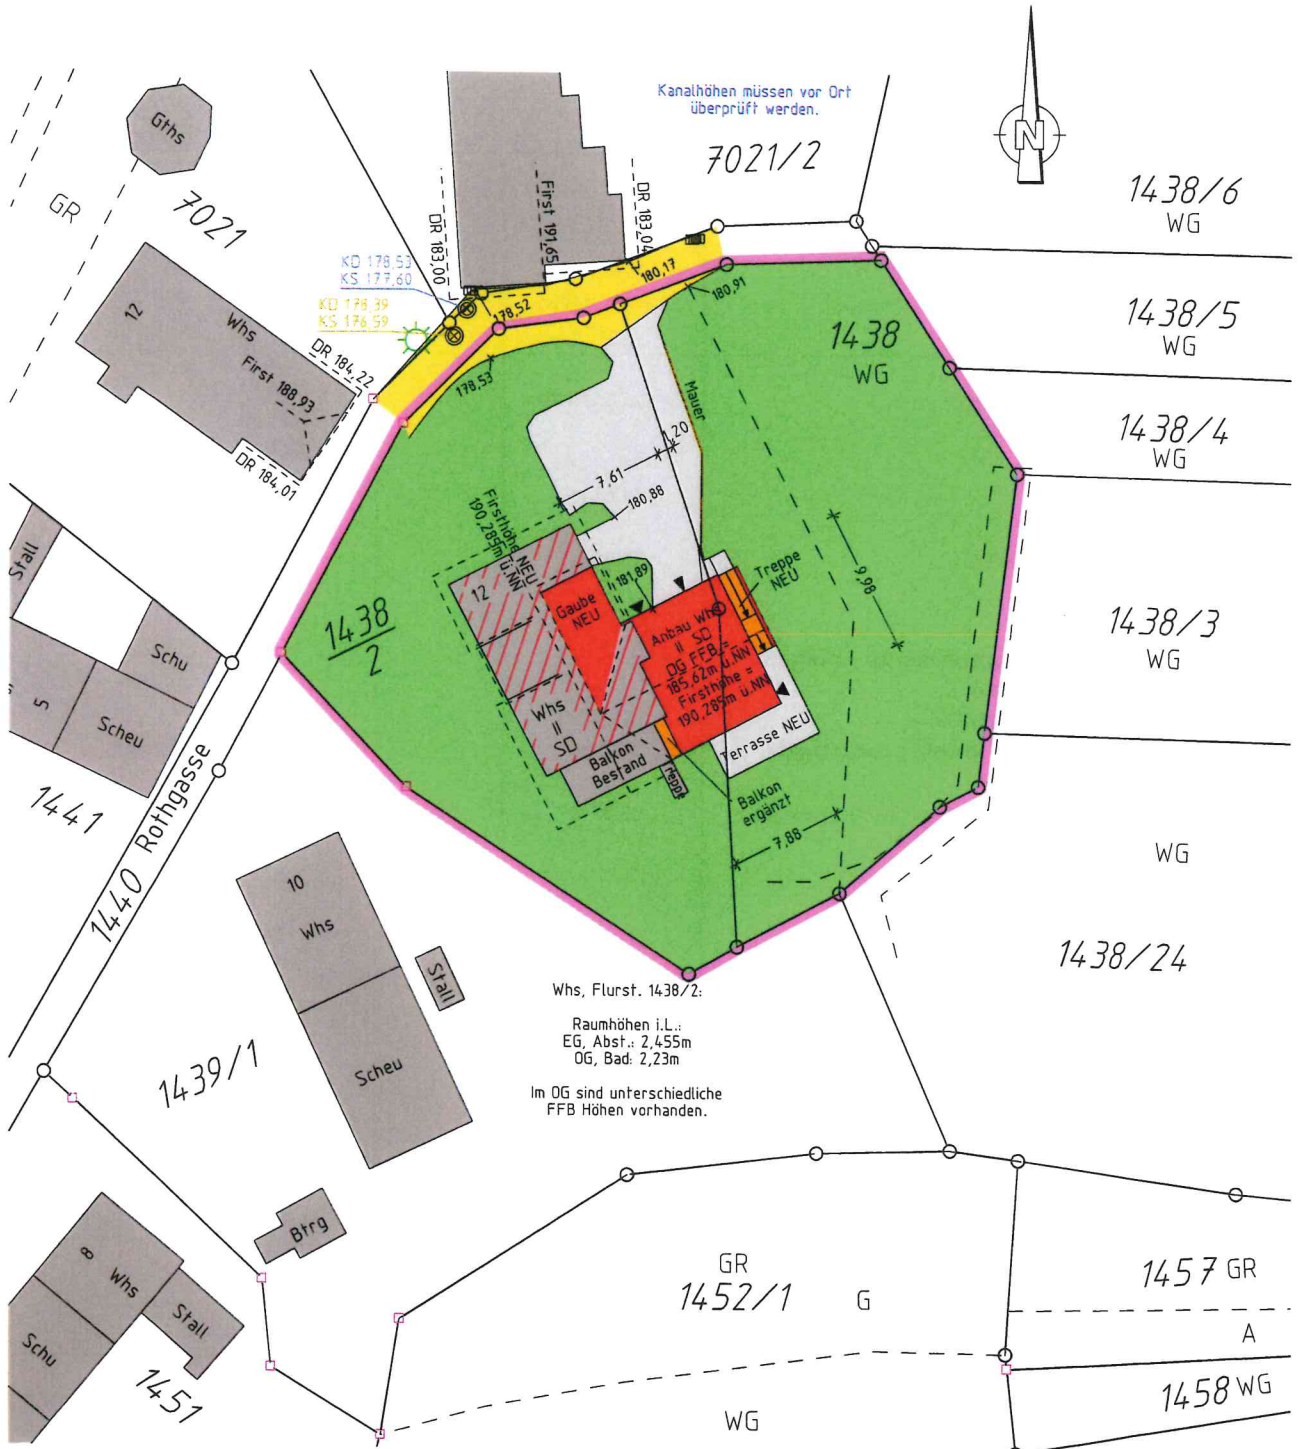 Kanalhöhen müssen vor Ort
überprüft werden.
7021/2
N
1438/6
WG
Gths
GR
7021
First 191,65
DR 183,00
DR 183,04
KD 178,53
KS 177,60
KD 178,39
KS 176,59
180,17
178,52
180,91
1438
WG
1438/5
WG
12
Whs
First 188,93
DR 184,22
DR 184,01
178,53
Mauer
1438/4
WG
1,20
7,61
180,88
Firsthöhe NEU
190,285m ü.NN
9,98
Treppe
NEU
Stall
12
Gaube
NEU
181,89
Anbau Whs
II
SD
OG FFB =
185,62m ü.NN
Firsthöhe =
190,285m ü.NN
1438
2
1438/3
WG
Schu
5
Scheu
Whs
II
SD
Terrasse NEU
Balkon
Bestand
Treppe
Balkon
ergänzt
7,88
1441
1440 Rothgasse
WG
10
Whs
1438/24
Stall
Whs, Flurst. 1438/2:
Raumhöhen i.L.:
EG, Abst.: 2,455m
OG, Bad: 2,23m
Im OG sind unterschiedliche
FFB Höhen vorhanden.
1439/1
Scheu
Btrg
8
Whs
Stall
Schu
1451
GR
1452/1
G
1457 GR
A
1458 WG
WG